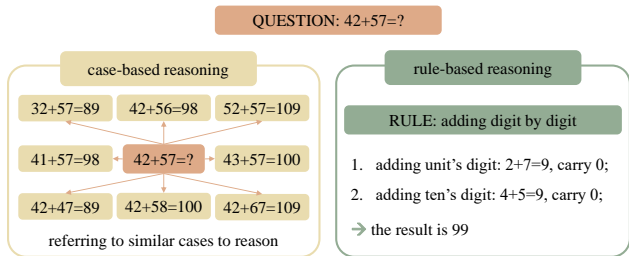 QUESTION: 42+57=?
case-based reasoning
32+57=89 42+56=98 52+57=109
41+57=98 42+57=? 43+57=100
42+47=89 42+58=100 42+67=109
referring to similar cases to reason
rule-based reasoning
RULE: adding digit by digit
1. adding unit's digit: 2+7=9, carry 0;
2. adding ten's digit: 4+5=9, carry 0;
→ the result is 99